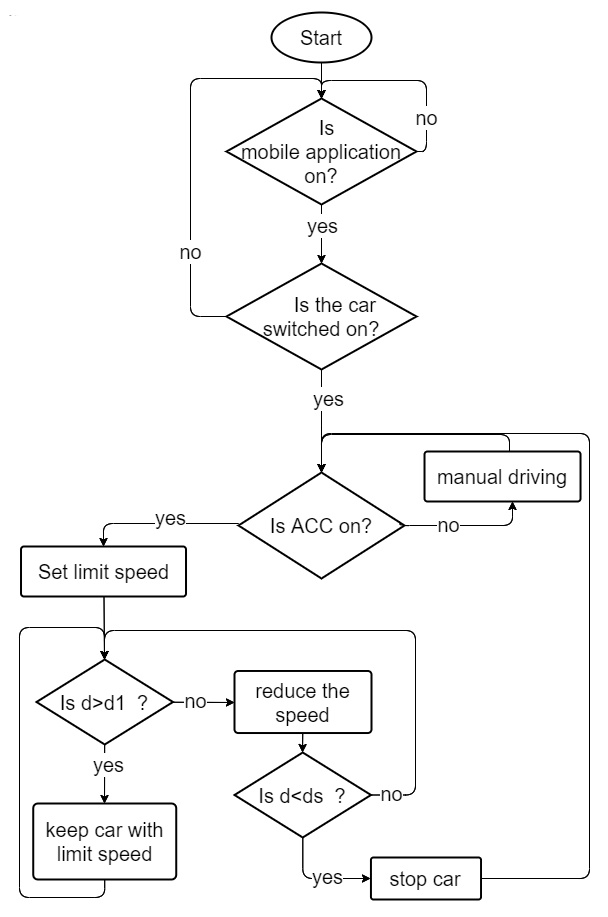 Start
Is
mobile application
on?
no
yes
no
Is the car
switched on?
yes
manual driving
yes
Is ACC on?
no
Set limit speed
Is d>d1 ?
no
reduce the
speed
yes
Is d<ds ?
no
keep car with
limit speed
yes
stop car